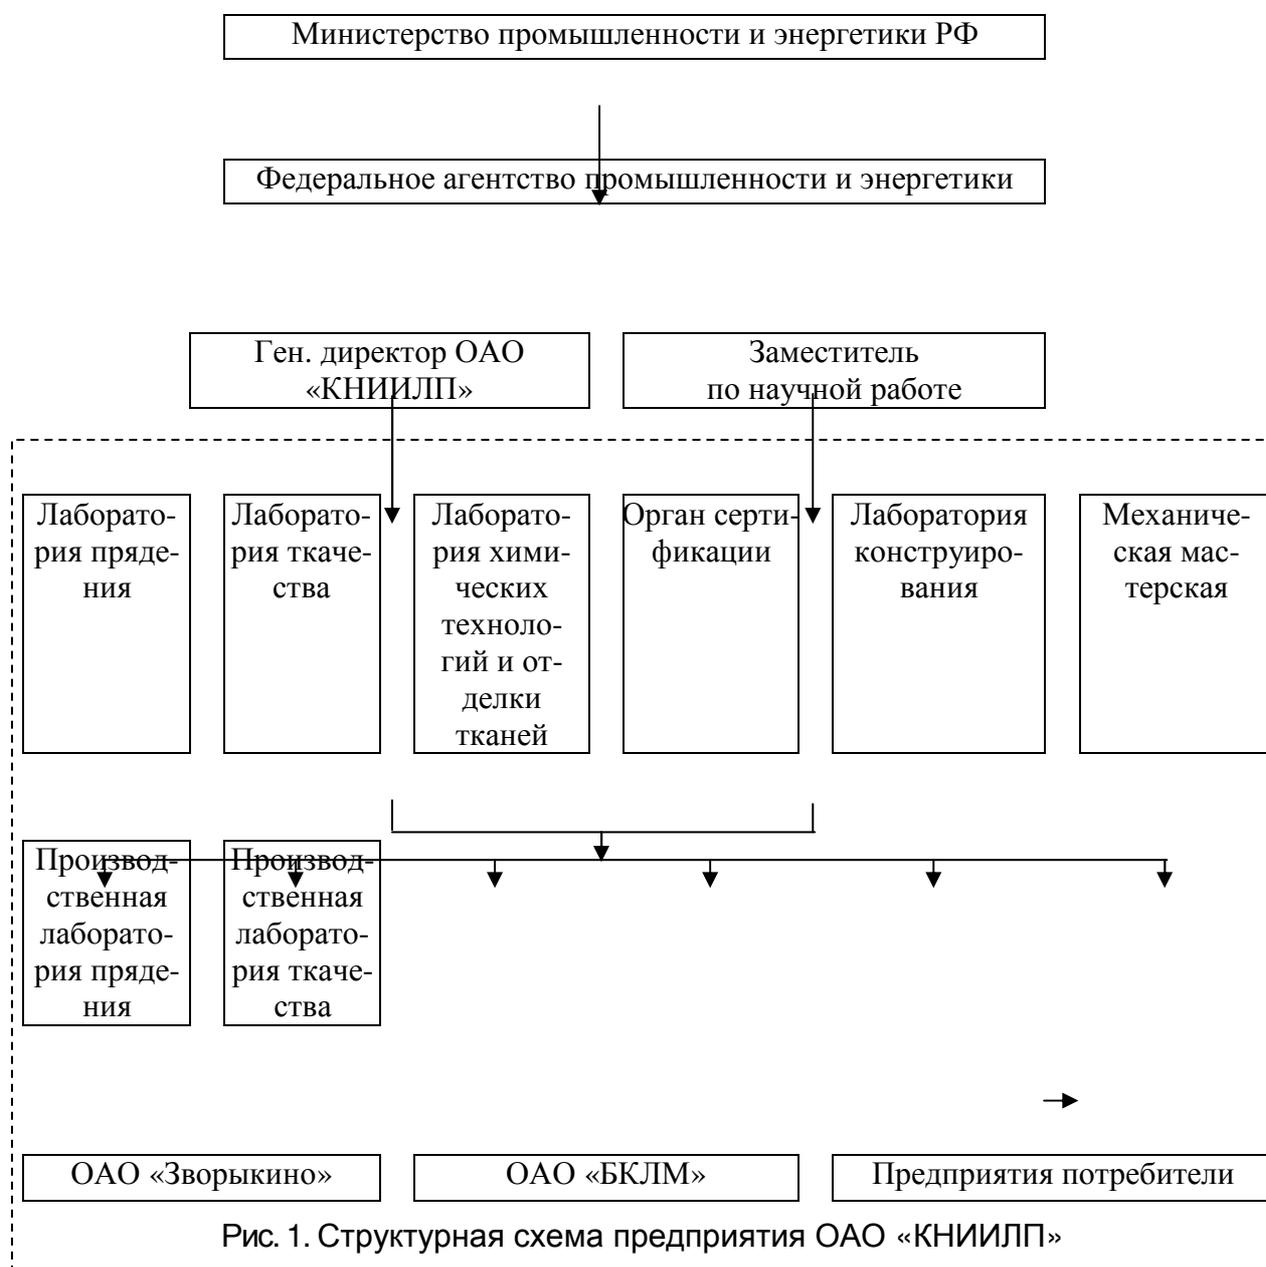 Министерство промышленности и энергетики РФ
Федеральное агентство промышленности и энергетики
Ген. директор ОАО
«КНИИЛП»
Заместитель
по научной работе
Лаборато-
рия пряде-
ния
Лаборато-
рия ткаче-
ства
Лаборато-
рия хими-
ческих
техноло-
гий и от-
делки
тканей
Орган серти-
фикации
Лаборатория
конструиро-
вания
Механиче-
ская мас-
терская
Производ-
ственная
лаборато-
рия пряде-
ния
Производ-
ственная
лаборато-
рия ткаче-
ства
ОАО «Зворыкино»
ОАО «БКЛМ»
Предприятия потребители
Рис. 1. Структурная схема предприятия ОАО «КНИИЛП»